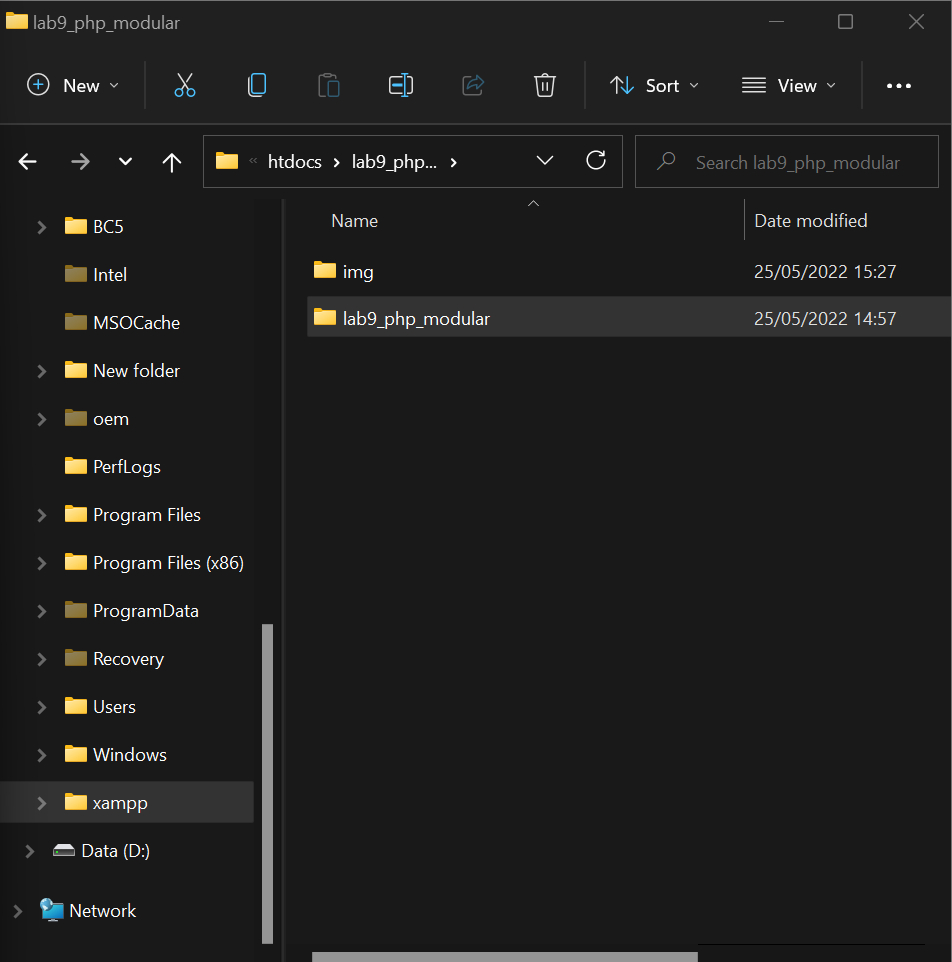 lab9_php_modular
New
Sort
View
« htdocs > lab9_php... >
Search lab9_php_modular
Name
Date modified
BC5
Intel
MSOCache
New folder
oem
PerfLogs
Program Files
Program Files (x86)
ProgramData
Recovery
Users
Windows
xampp
Data (D:)
Network
img 25/05/2022 15:27
lab9_php_modular 25/05/2022 14:57